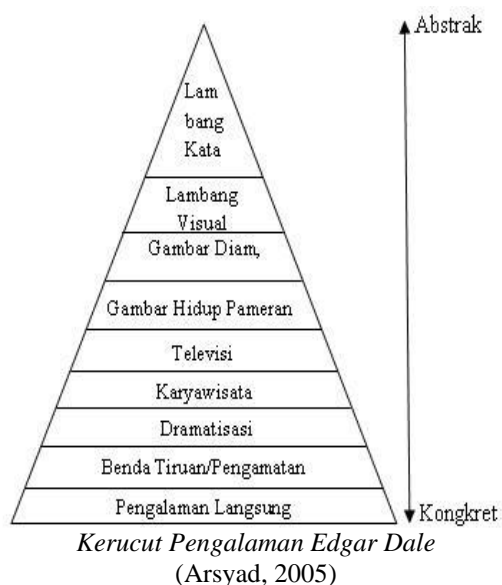 Abstrak
Lam
bang
Kata
Lambang
Visual
Gambar Diam,
Gambar Hidup Pameran
Televisi
Karyawisata
Dramatisasi
Benda Tiruan/Pengamatan
Pengalaman Langsung
Kongkret
Kerucut Pengalaman Edgar Dale
(Arsyad, 2005)